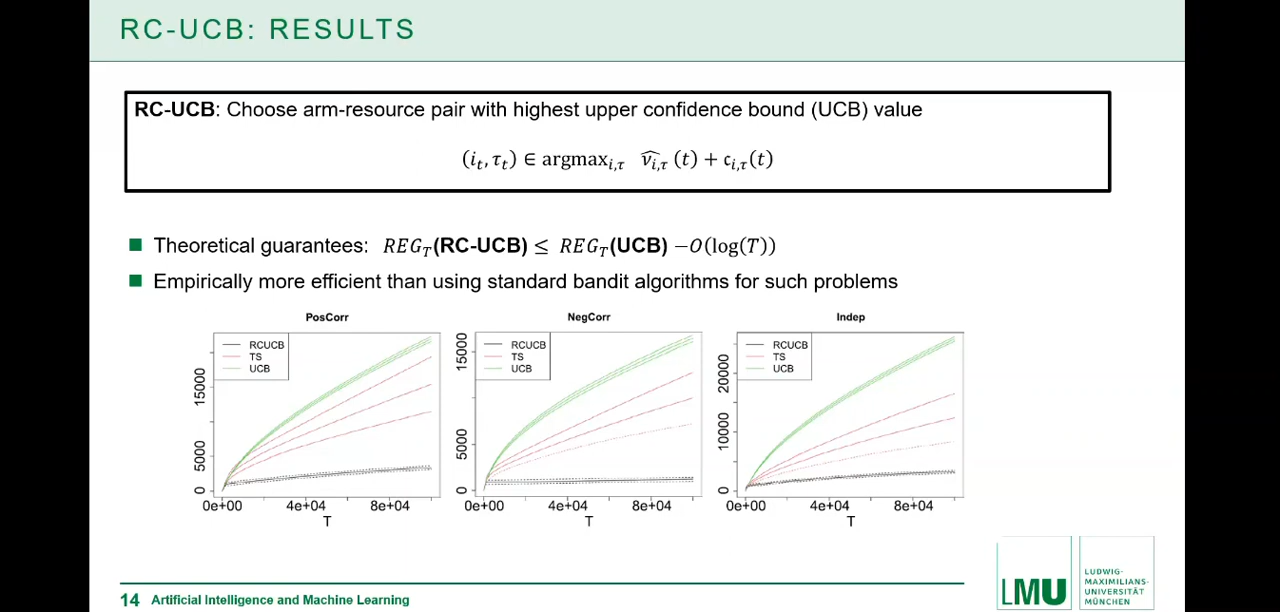 RC-UCB: RESULTS
RC-UCB: Choose arm-resource pair with highest upper confidence bound (UCB) value
(i_t, τ_t) ∈ argmax_{i,τ} ν̂_{i,τ} (t) + c_{i,τ}(t)
Theoretical guarantees: REG_T(RC-UCB) ≤ REG_T(UCB) −O(log(T))
Empirically more efficient than using standard bandit algorithms for such problems
PosCorr
RCUCB
TS
UCB
15000
5000
0
0e+00 4e+04 8e+04
T
NegCorr
RCUCB
TS
UCB
15000
5000
0
0e+00 4e+04 8e+04
T
Indep
RCUCB
TS
UCB
20000
10000
0
0e+00 4e+04 8e+04
T
14 Artificial Intelligence and Machine Learning
LMU
LUDWIG-
MAXIMILIANS-
UNIVERSITÄT
MÜNCHEN